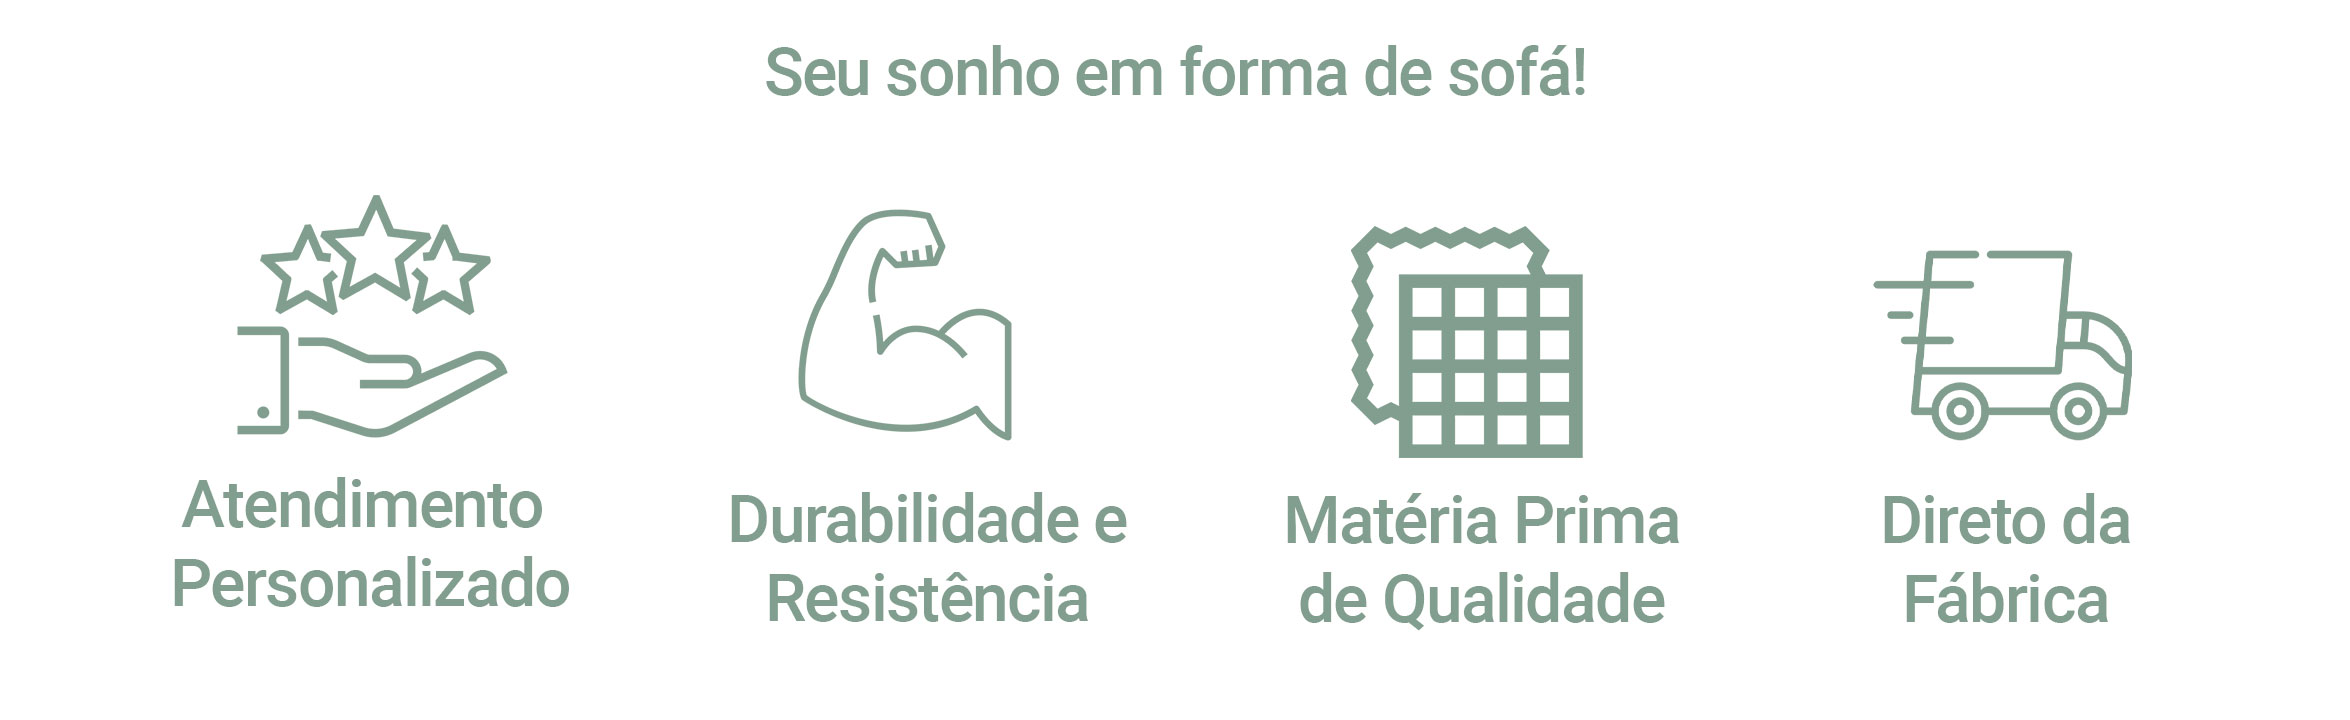 Seu sonho em forma de sofá!
Atendimento
Personalizado
Durabilidade e
Resistência
Matéria Prima
de Qualidade
Direto da
Fábrica